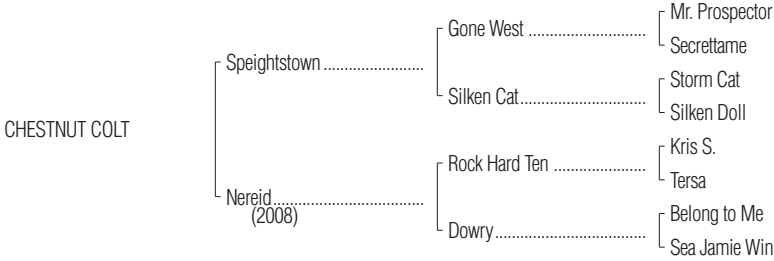 Mr. Prospector
Gone West ..............................
Secrettame
Speightstown .........................
Storm Cat
Silken Cat................................
Silken Doll
CHESTNUT COLT
Kris S.
Rock Hard Ten .......................
Tersa
Nereid.....................................
(2008)
Belong to Me
Dowry......................................
Sea Jamie Win